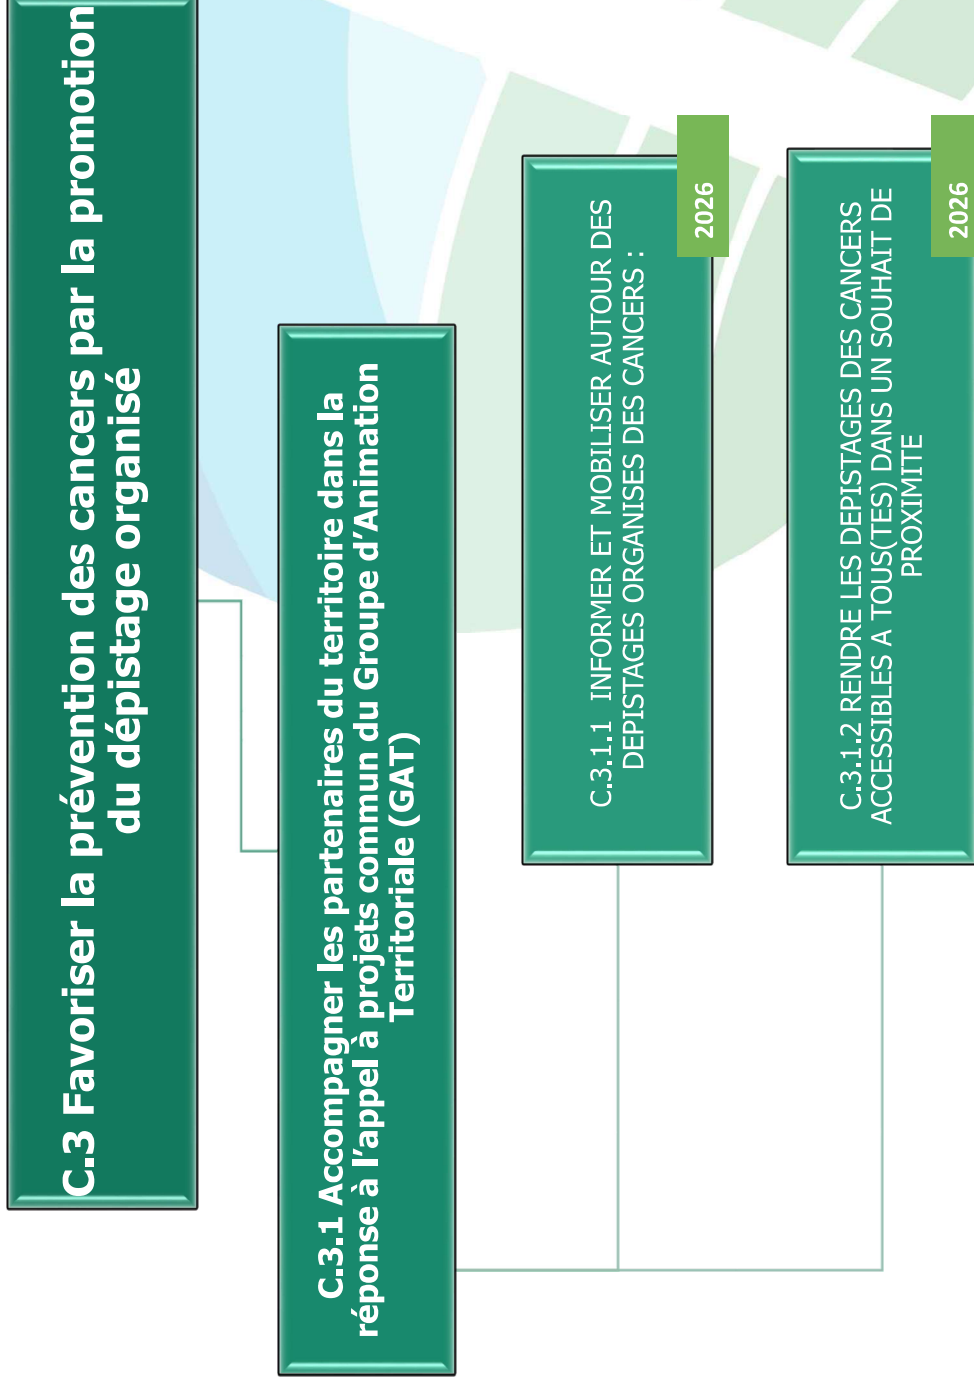 C.3 Favoriser la prévention des cancers par la promotion
du dépistage organisé
C.3.1 Accompagner les partenaires du territoire dans la
réponse à l’appel à projets commun du Groupe d’Animation
Territoriale (GAT)
C.3.1.1 INFORMER ET MOBILISER AUTOUR DES
DEPISTAGES ORGANISES DES CANCERS :
2026
C.3.1.2 RENDRE LES DEPISTAGES DES CANCERS
ACCESSIBLES A TOUS(TES) DANS UN SOUHAIT DE
PROXIMITE
2026